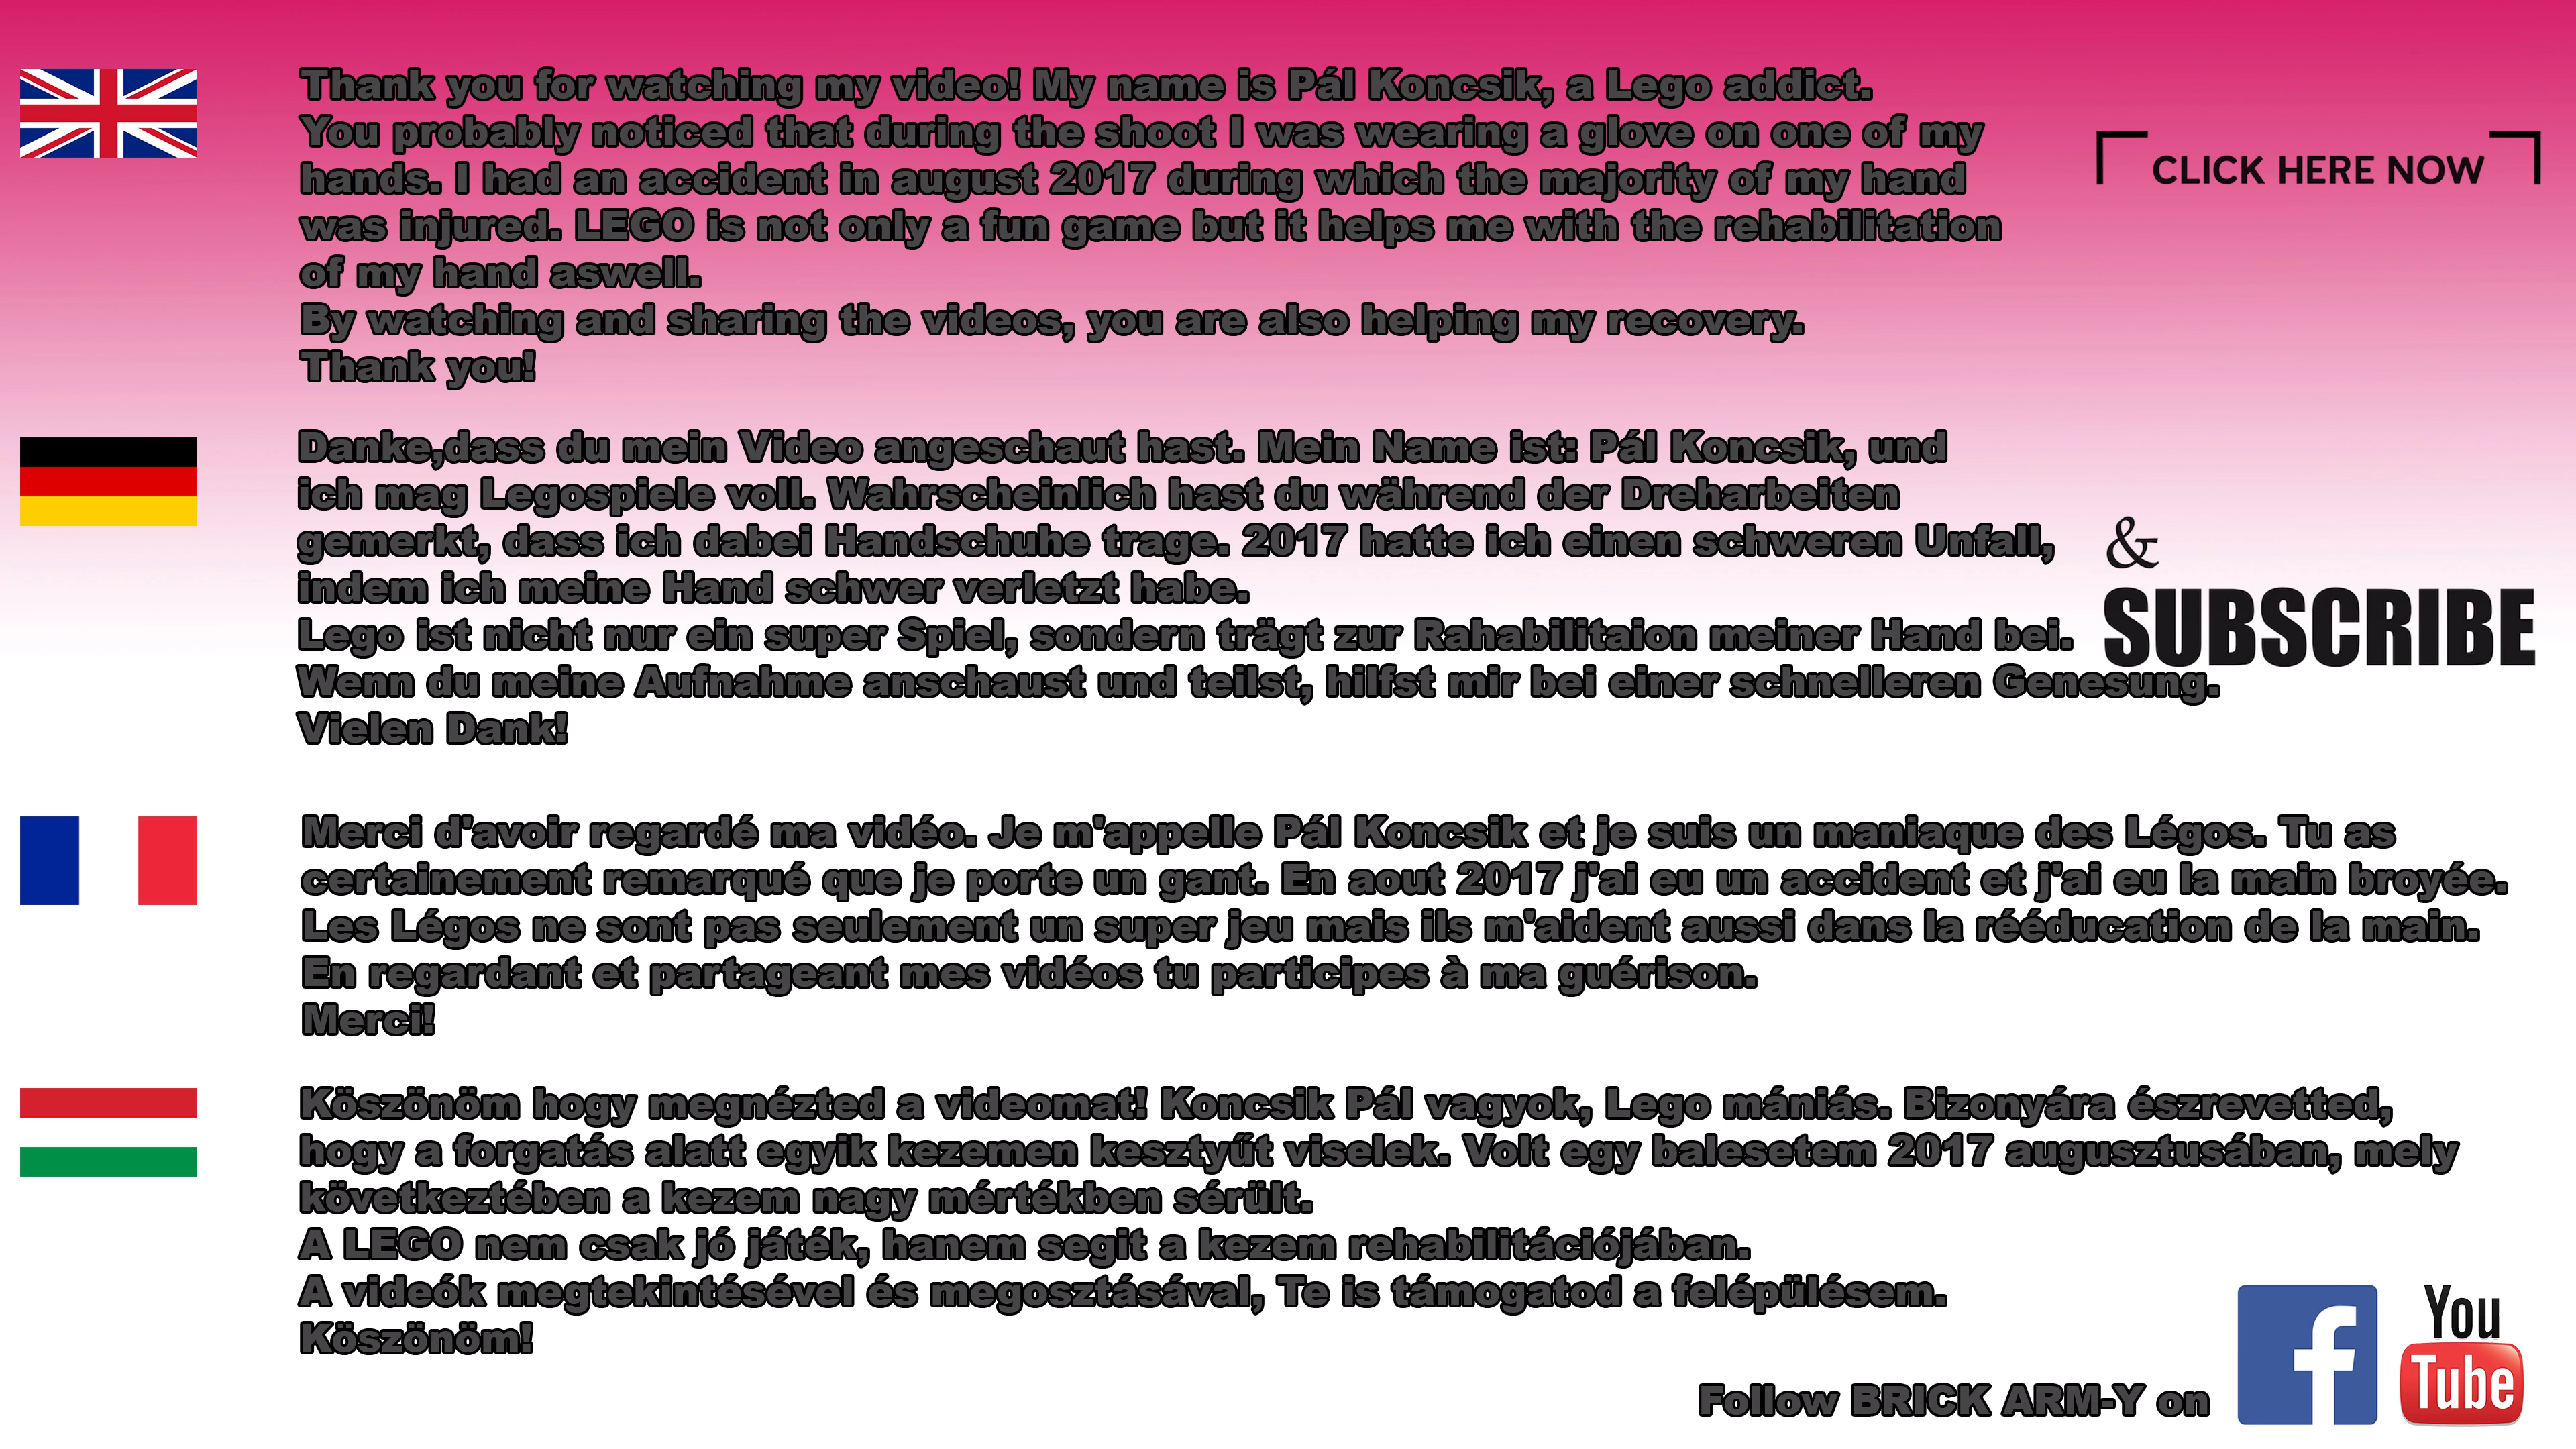 Thank you for watching my video! My name is Pál Koncsik, a Lego addict.
You probably noticed that during the shoot I was wearing a glove on one of my
hands. I had an accident in august 2017 during which the majority of my hand
was injured. LEGO is not only a fun game but it helps me with the rehabilitation
of my hand aswell.
By watching and sharing the videos, you are also helping my recovery.
Thank you!
CLICK HERE NOW
Danke,dass du mein Video angeschaut hast. Mein Name ist: Pál Koncsik, und
ich mag Legospiele voll. Wahrscheinlich hast du während der Dreharbeiten
gemerkt, dass ich dabei Handschuhe trage. 2017 hatte ich einen schweren Unfall,
indem ich meine Hand schwer verletzt habe.
Lego ist nicht nur ein super Spiel, sondern trägt zur Rahabilitaion meiner Hand bei.
Wenn du meine Aufnahme anschaust und teilst, hilfst mir bei einer schnelleren Genesung.
Vielen Dank!
&
SUBSCRIBE
Merci d'avoir regardé ma vidéo. Je m'appelle Pál Koncsik et je suis un maniaque des Légos. Tu as
certainement remarqué que je porte un gant. En aout 2017 j'ai eu un accident et j'ai eu la main broyée.
Les Légos ne sont pas seulement un super jeu mais ils m'aident aussi dans la rééducation de la main.
En regardant et partageant mes vidéos tu participes à ma guérison.
Merci!
Köszönöm hogy megnézted a videomat! Koncsik Pál vagyok, Lego mániás. Bizonyára észrevetted,
hogy a forgatás alatt egyik kezemen kesztyűt viselek. Volt egy balesetem 2017 augusztusában, mely
következtében a kezem nagy mértékben sérült.
A LEGO nem csak jó játék, hanem segit a kezem rehabilitációjában.
A videók megtekintésével és megosztásával, Te is támogatod a felépülésem.
Köszönöm!
Follow BRICK ARM-Y on
f
You
Tube